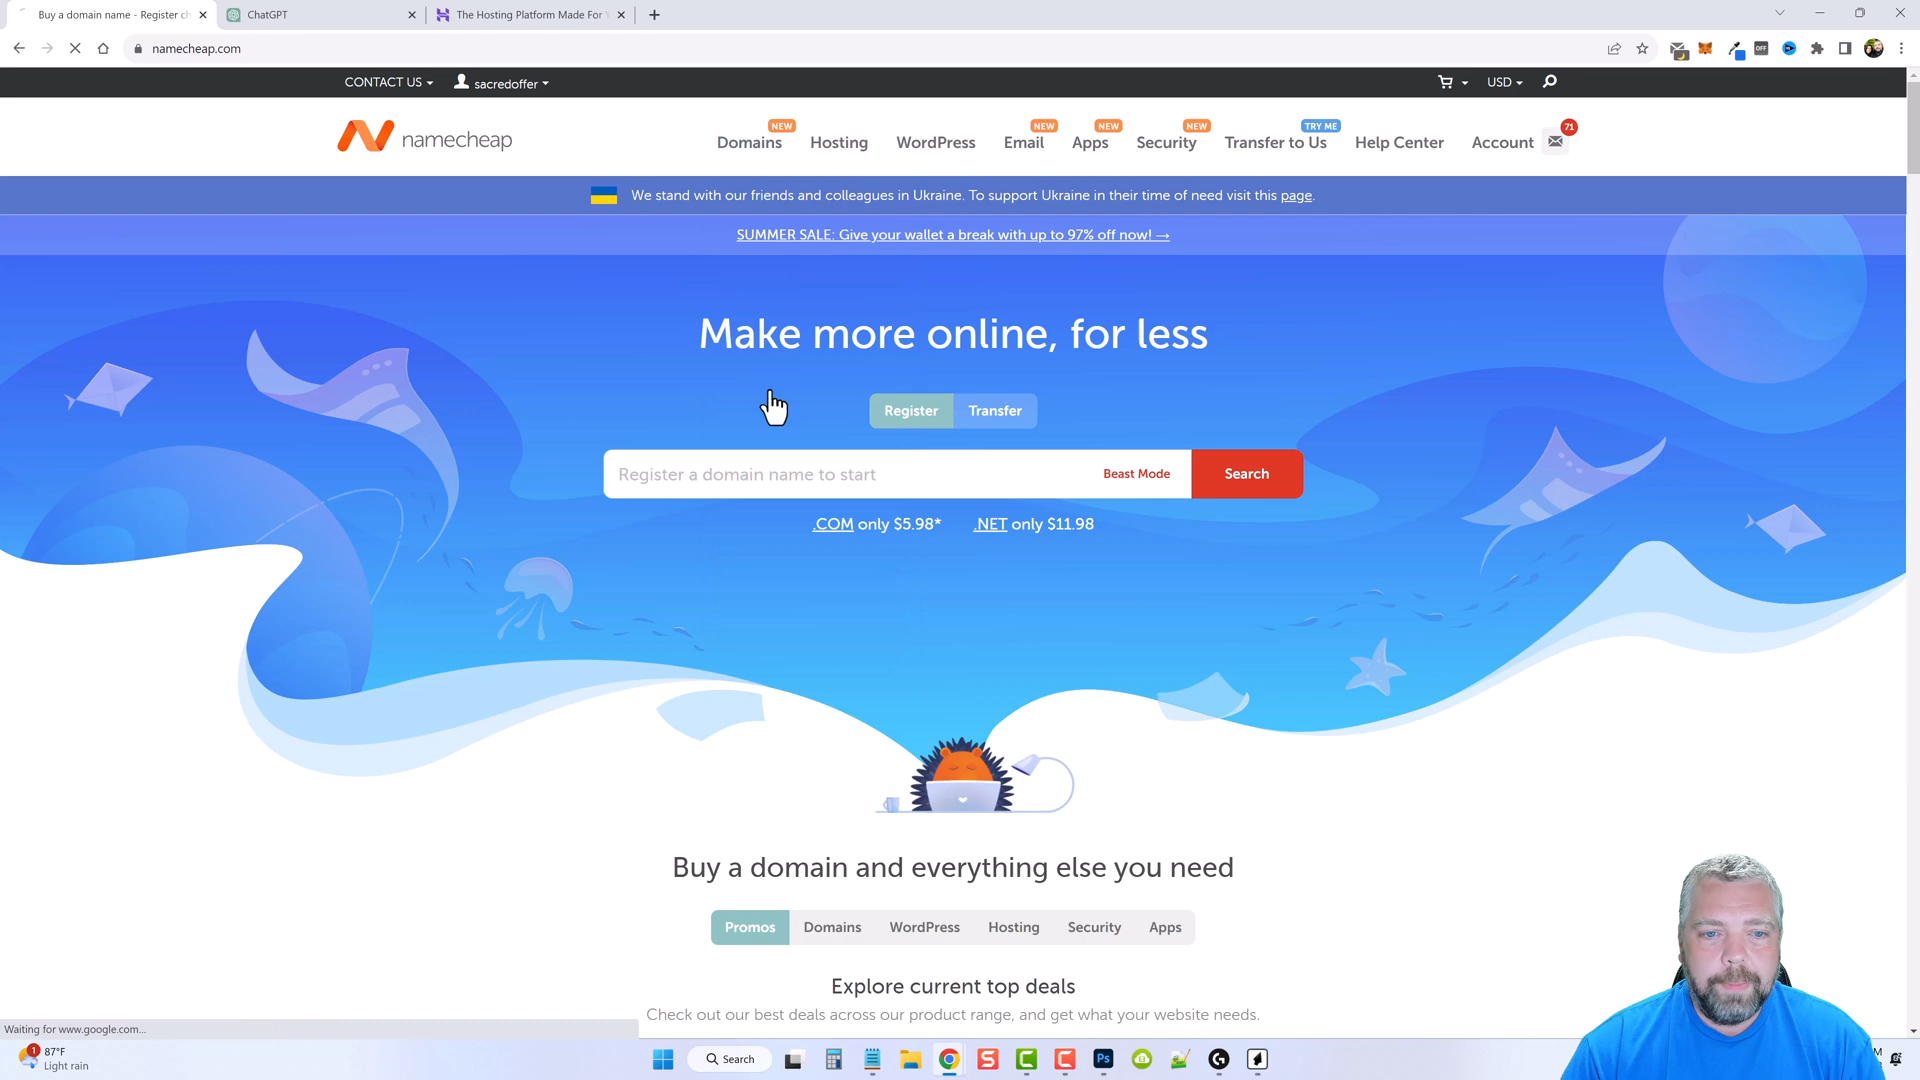 Buy a domain name - Register ch
ChatGPT
The Hosting Platform Made For Y
namecheap.com
OFF
CONTACT US
sacredoffer
USD
namecheap
NEW
NEW
NEW
NEW
TRY ME
71
Domains
Hosting
WordPress
Email
Apps
Security
Transfer to Us
Help Center
Account
We stand with our friends and colleagues in Ukraine. To support Ukraine in their time of need visit this page.
SUMMER SALE: Give your wallet a break with up to 97% off now! →
Make more online, for less
Register
Transfer
Register a domain name to start
Beast Mode
Search
.COM only $5.98*
.NET only $11.98
Buy a domain and everything else you need
Promos
Domains
WordPress
Hosting
Security
Apps
Explore current top deals
Check out our best deals across our product range, and get what your website needs.
Waiting for www.google.com...
1
87°F
Light rain
Search
Ps
M